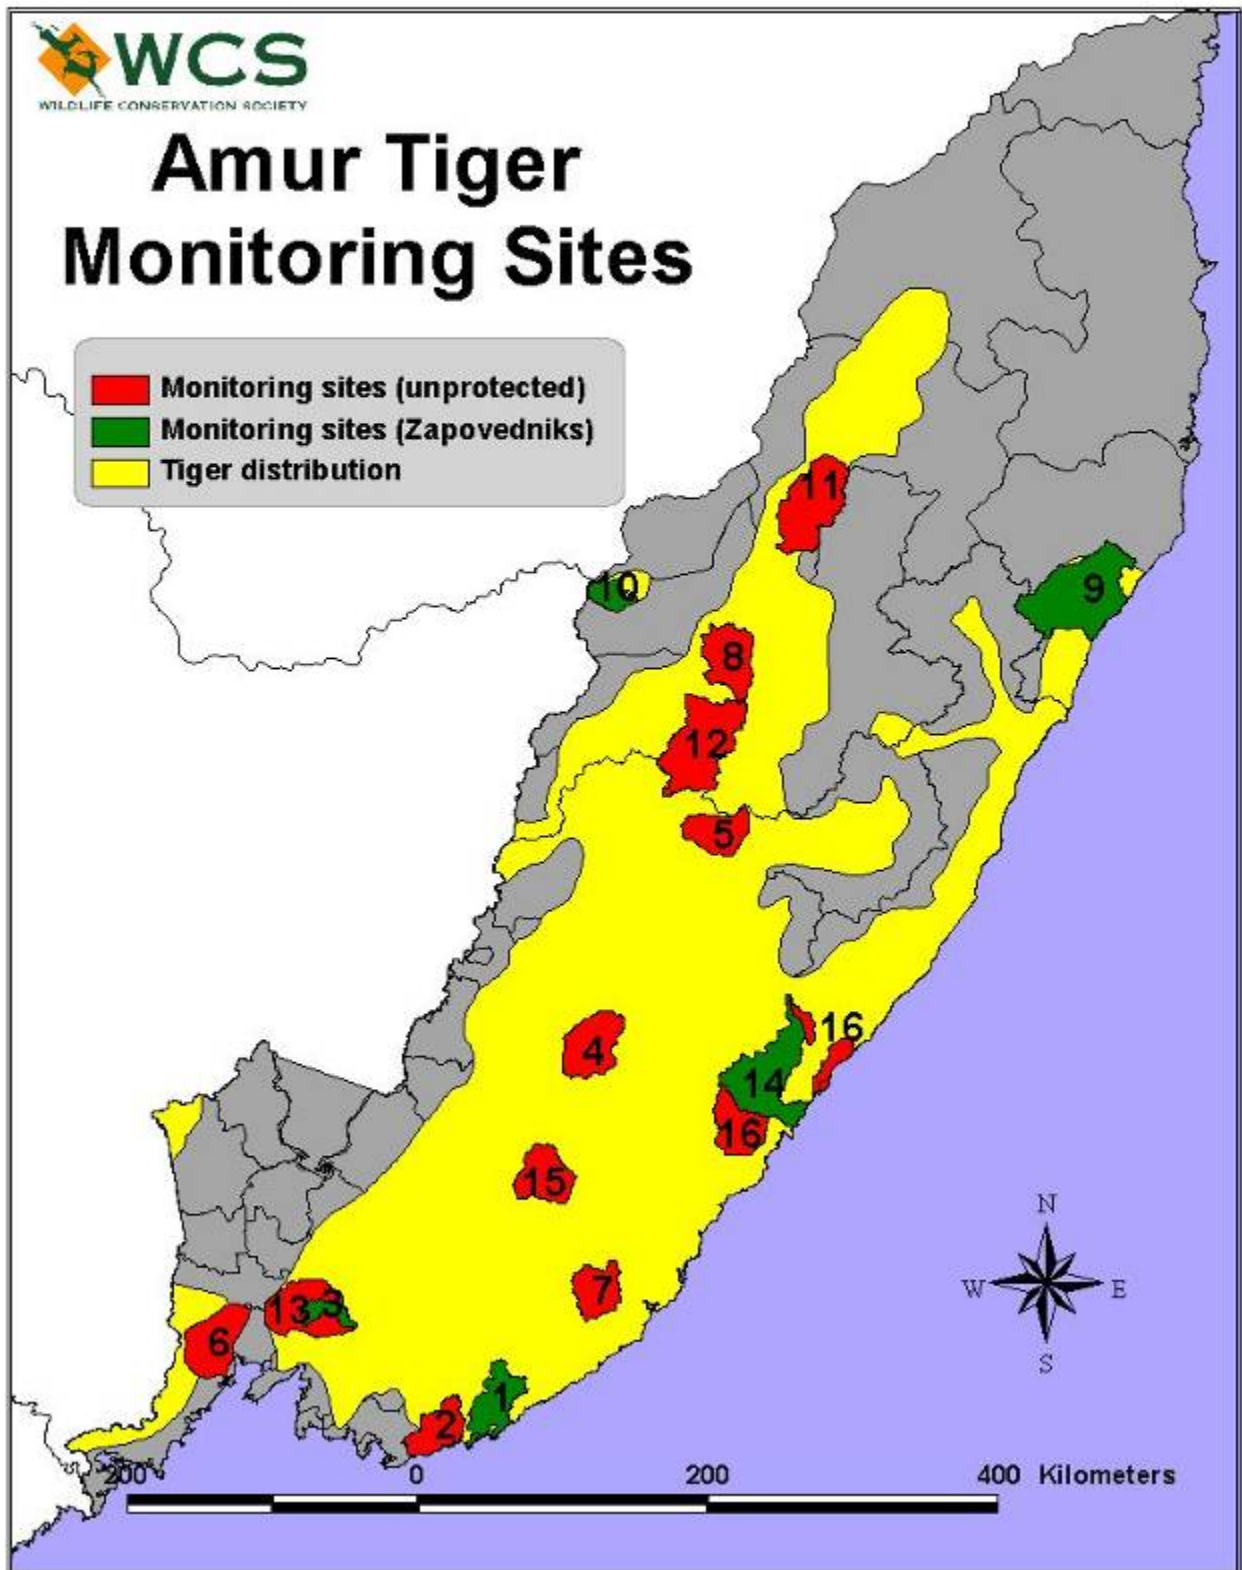 WCS
WILDLIFE CONSERVATION SOCIETY
Amur Tiger
Monitoring Sites
Monitoring sites (unprotected)
Monitoring sites (Zapovedniks)
Tiger distribution
11
10
9
8
12
5
16
4
14
16
15
N
W E
S
7
13 3
6
1
2
200 0 200 400 Kilometers